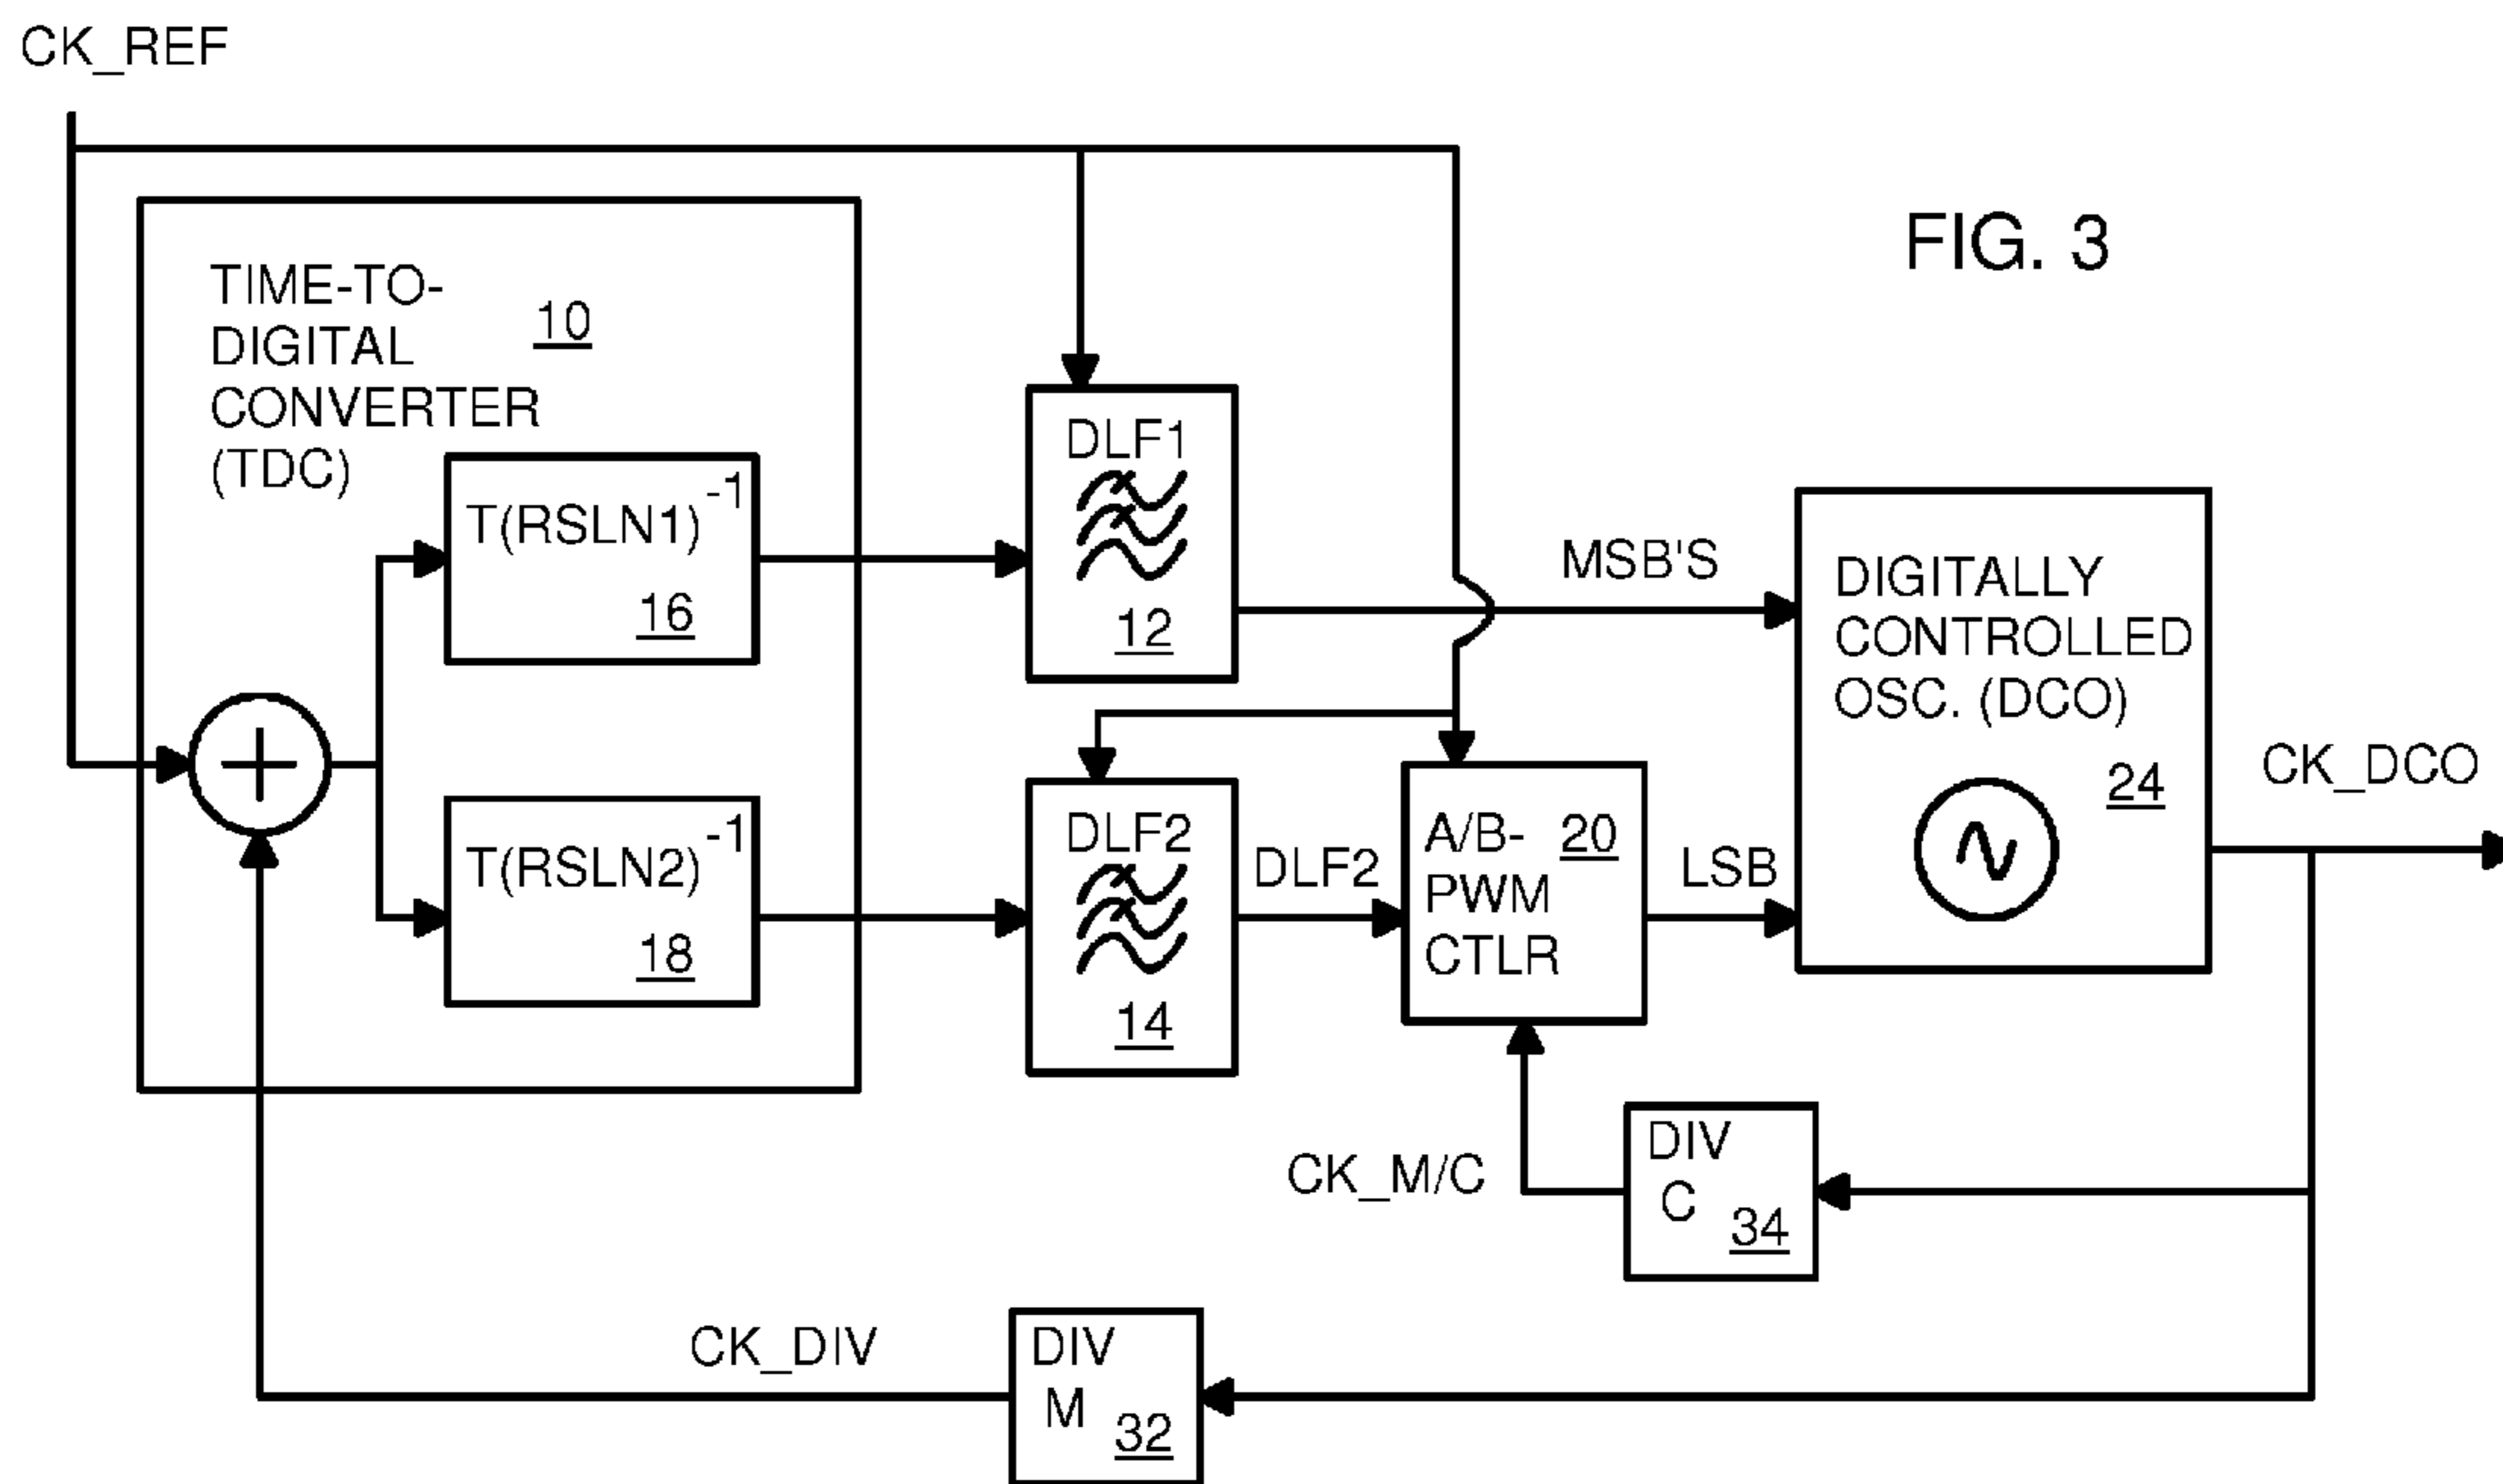 CK_REF
FIG. 3
TIME-TO-
DIGITAL
CONVERTER
(TDC)
10
T(RSLN1)-1
16
T(RSLN2)-1
18
DLF1
12
MSB'S
DIGITALLY
CONTROLLED
OSC. (DCO)
24
CK_DCO
DLF2
14
DLF2
A/B-
PWM
CTLR
20
LSB
CK_M/C
DIV
C
34
CK_DIV
DIV
M
32